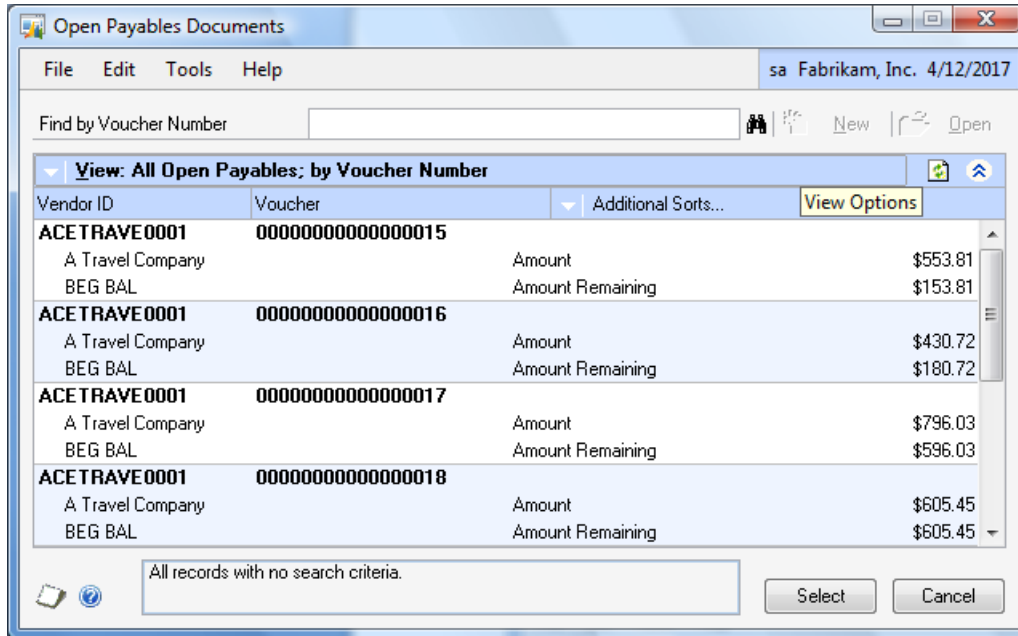 Open Payables Documents
File Edit Tools Help sa Fabrikam, Inc. 4/12/2017
Find by Voucher Number New Open
View: All Open Payables; by Voucher Number
Vendor ID Voucher Additional Sorts... View Options
ACETRAVE0001 00000000000000015
A Travel Company Amount $553.81
BEG BAL Amount Remaining $153.81
ACETRAVE0001 00000000000000016
A Travel Company Amount $430.72
BEG BAL Amount Remaining $180.72
ACETRAVE0001 00000000000000017
A Travel Company Amount $796.03
BEG BAL Amount Remaining $596.03
ACETRAVE0001 00000000000000018
A Travel Company Amount $605.45
BEG BAL Amount Remaining $605.45
All records with no search criteria.
Select Cancel